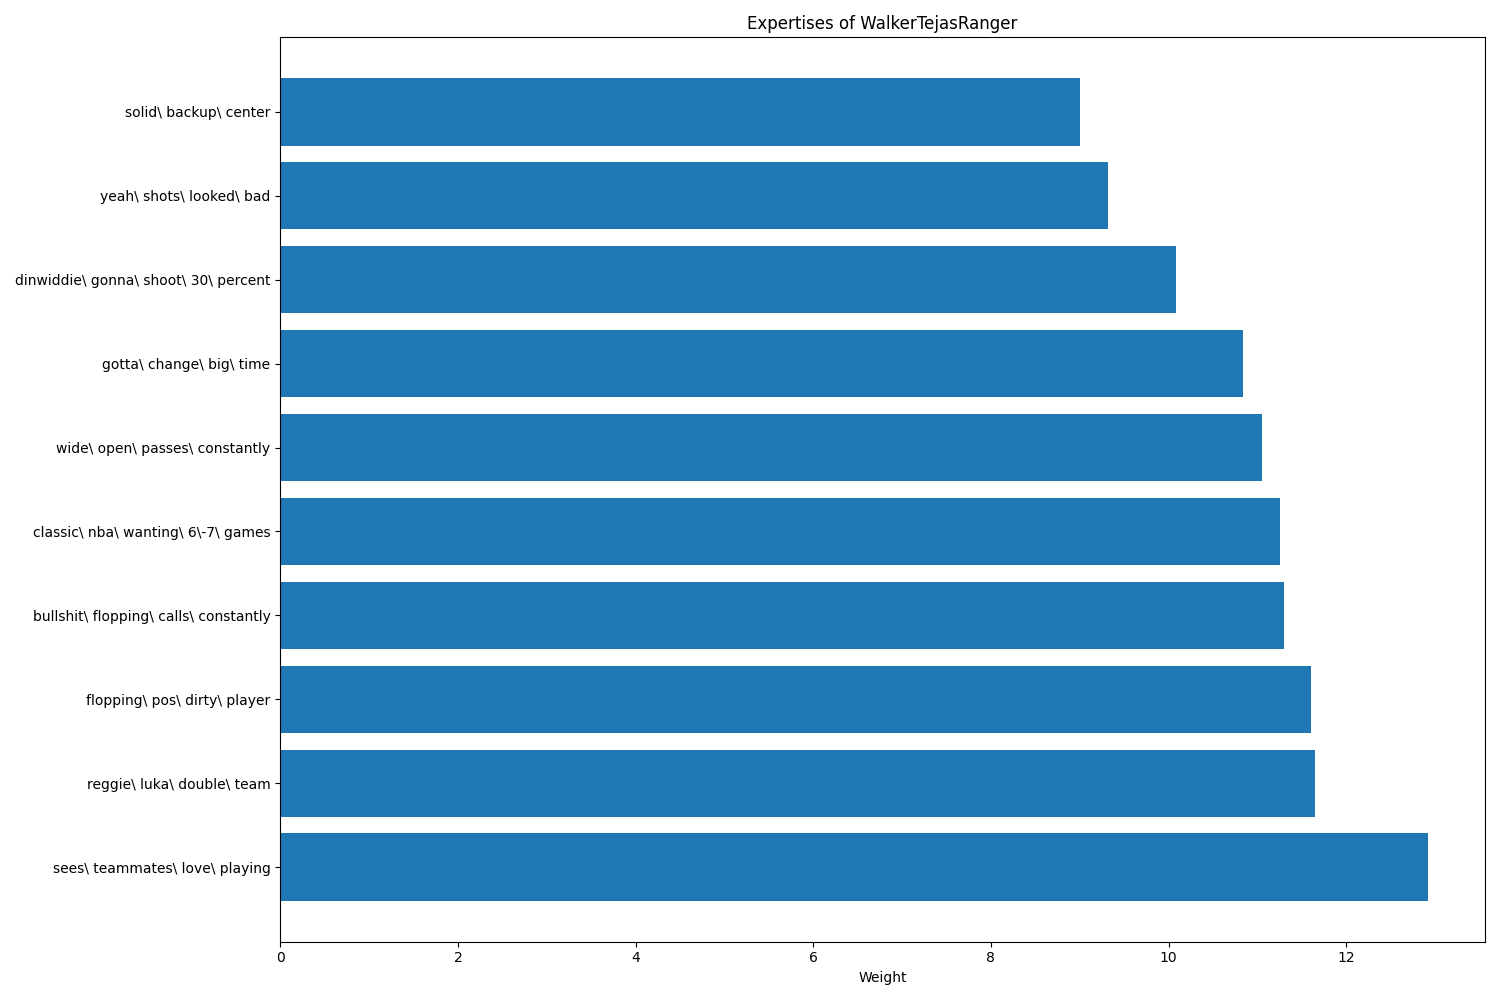 Expertises of WalkerTejasRanger
solid\ backup\ center
yeah\ shots\ looked\ bad
dinwiddie\ gonna\ shoot\ 30\ percent
gotta\ change\ big\ time
wide\ open\ passes\ constantly
classic\ nba\ wanting\ 6\-7\ games
bullshit\ flopping\ calls\ constantly
flopping\ pos\ dirty\ player
reggie\ luka\ double\ team
sees\ teammates\ love\ playing
0 2 4 6 8 10 12
Weight